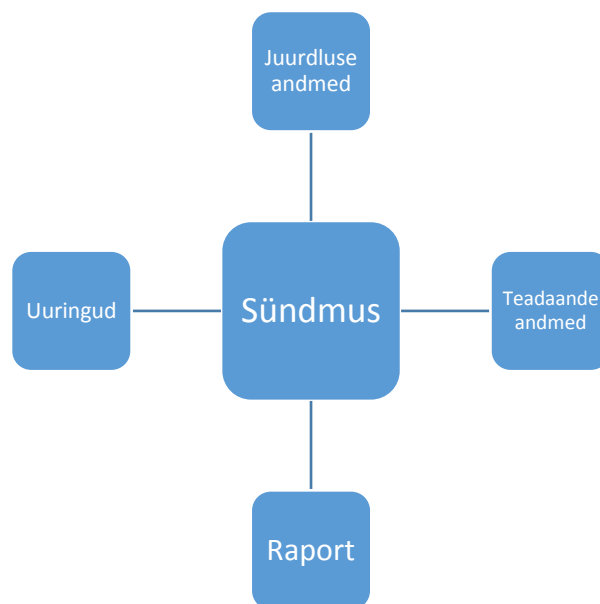 Juurdluse
andmed
Uuringud
Sündmus
Teadaande
andmed
Raport